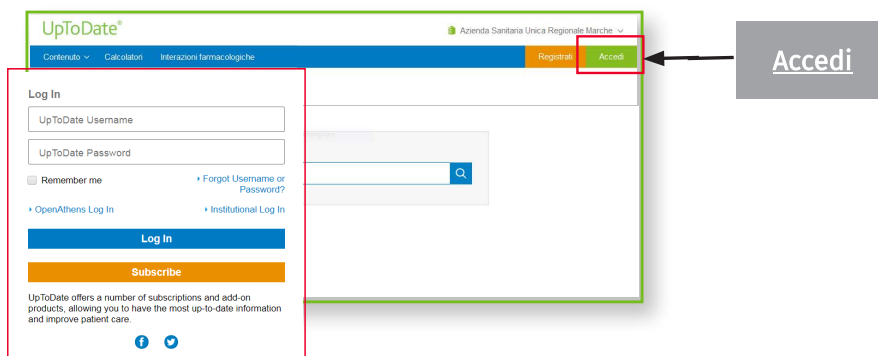 UpToDate®
Azienda Sanitaria Unica Regionale Marche
Contenuto Calcolatori Interazioni farmacologiche Registrati Accedi
Accedi
Log In
UpToDate Username
UpToDate Password
Remember me
Forgot Username or
Password?
OpenAthens Log In
Institutional Log In
Log In
Subscribe
UpToDate offers a number of subscriptions and add-on
products, allowing you to have the most up-to-date information
and improve patient care.